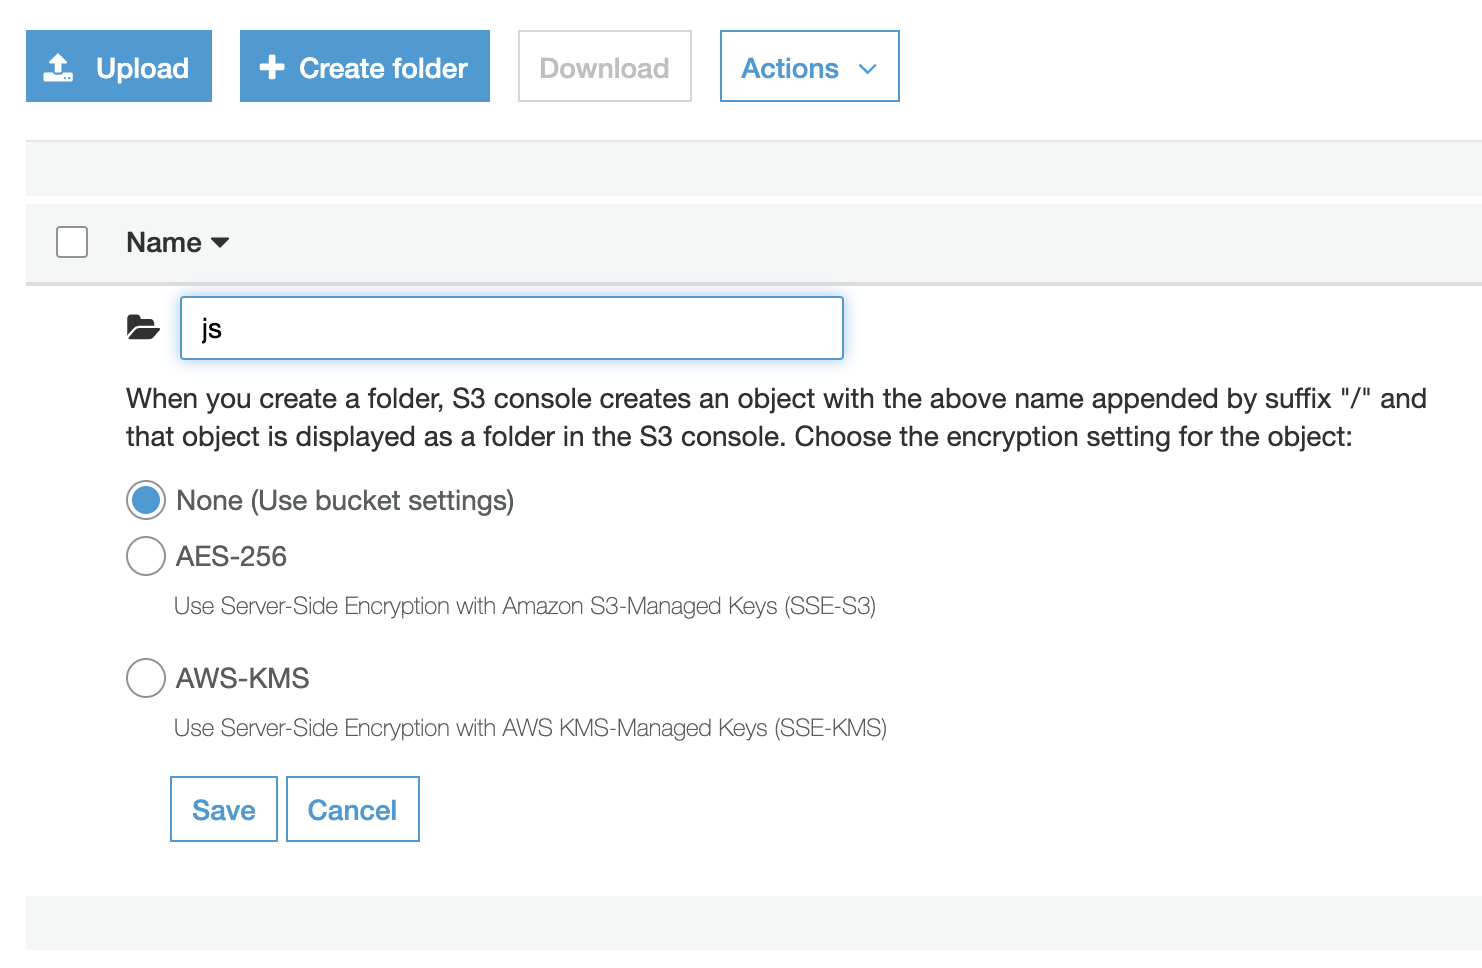 Upload
Create folder
Download
Actions
Name
js
When you create a folder, S3 console creates an object with the above name appended by suffix "/" and
that object is displayed as a folder in the S3 console. Choose the encryption setting for the object:
None (Use bucket settings)
AES-256
Use Server-Side Encryption with Amazon S3-Managed Keys (SSE-S3)
AWS-KMS
Use Server-Side Encryption with AWS KMS-Managed Keys (SSE-KMS)
Save
Cancel